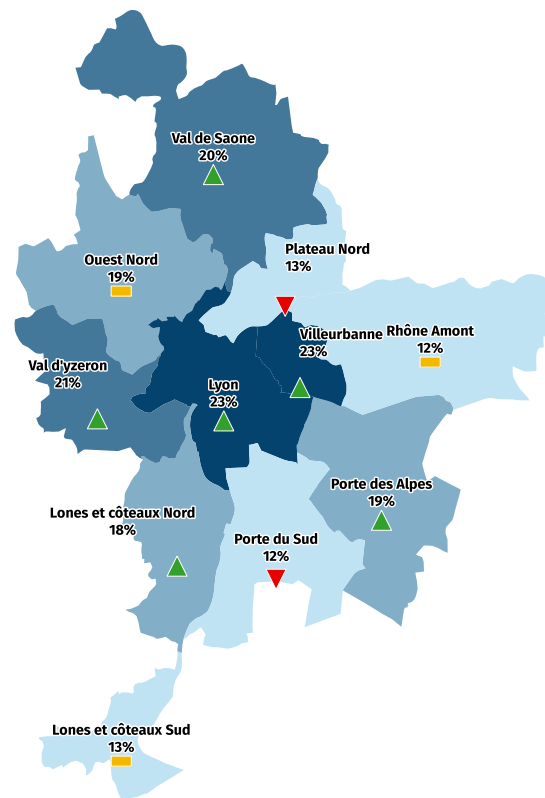 Val de Saone
20%
Plateau Nord
13%
Ouest Nord
19%
Villeurbanne
23%
Rhône Amont
12%
Val d'yzeron
21%
Lyon
23%
Porte des Alpes
19%
Lones et côteaux Nord
18%
Porte du Sud
12%
Lones et côteaux Sud
13%